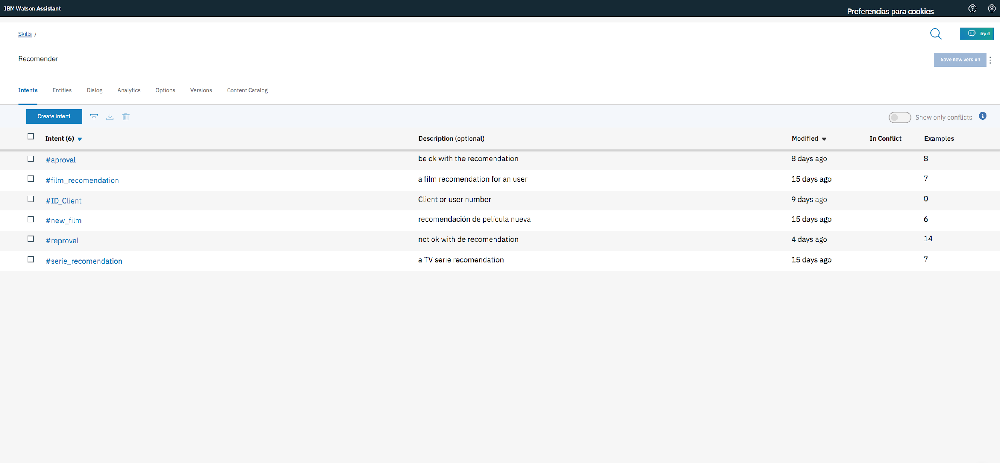 IBM Watson Assistant
Preferencias para cookies
Skills /
Try it
Recomender
Save new version
Intents Entities Dialog Analytics Options Versions Content Catalog
Create intent
Show only conflicts
Intent (6) Description (optional) Modified In Conflict Examples
#aproval be ok with the recomendation 8 days ago 8
#film_recomendation a film recomendation for an user 15 days ago 7
#ID_Client Client or user number 9 days ago 0
#new_film recomendación de película nueva 15 days ago 6
#reproval not ok with de recomendation 4 days ago 14
#serie_recomendation a TV serie recomendation 15 days ago 7